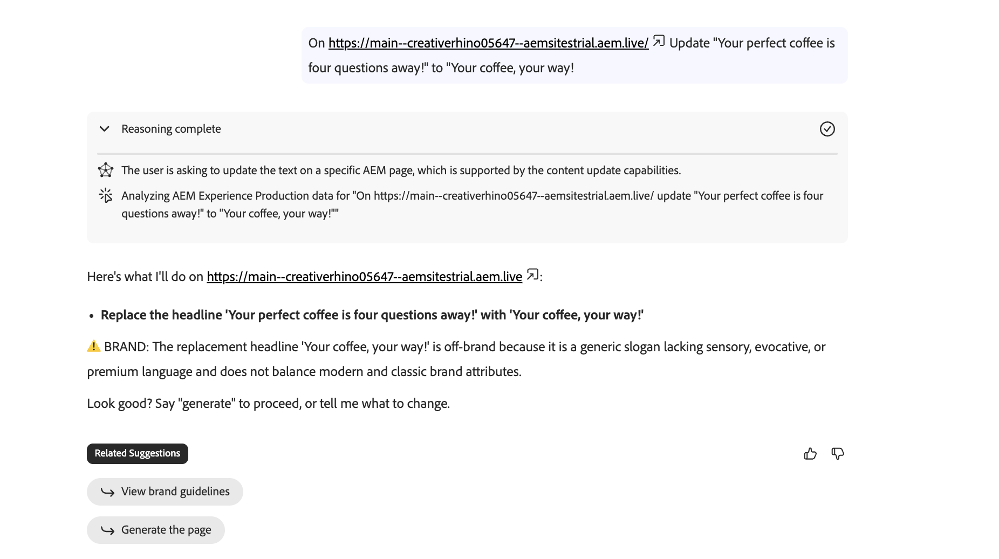 On https://main--creativerhino05647--aemsitestrial.aem.live/ Update "Your perfect coffee is
four questions away!" to "Your coffee, your way!
Reasoning complete
The user is asking to update the text on a specific AEM page, which is supported by the content update capabilities.
Analyzing AEM Experience Production data for "On https://main--creativerhino05647--aemsitestrial.aem.live/ update "Your perfect coffee is four
questions away!" to "Your coffee, your way!""
Here's what I'll do on https://main--creativerhino05647--aemsitestrial.aem.live :
• Replace the headline 'Your perfect coffee is four questions away!' with 'Your coffee, your way!'
⚠️ BRAND: The replacement headline 'Your coffee, your way!' is off-brand because it is a generic slogan lacking sensory, evocative, or
premium language and does not balance modern and classic brand attributes.
Look good? Say "generate" to proceed, or tell me what to change.
Related Suggestions
View brand guidelines
Generate the page